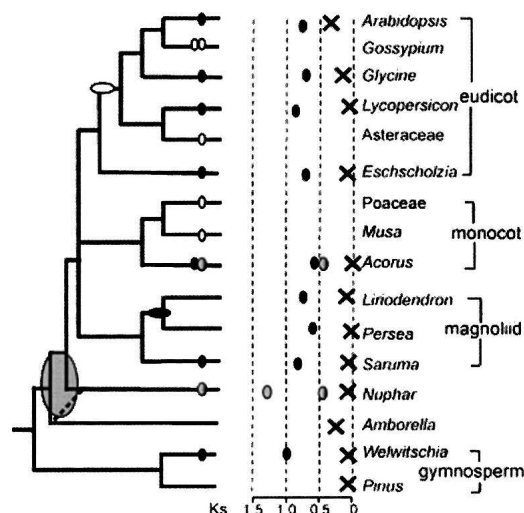 Arabidopsis
Gossypium
Glycine
eudicot
Lycopersicon
Asteraceae
Eschscholzia
Poaceae
Musa
monocot
Acorus
Liriodendron
magnoliid
Persea
Saruma
Nuphar
Amborella
Welwitschia
gymnosperm
Pinus
Ks 1.5 1.0 0.5 0